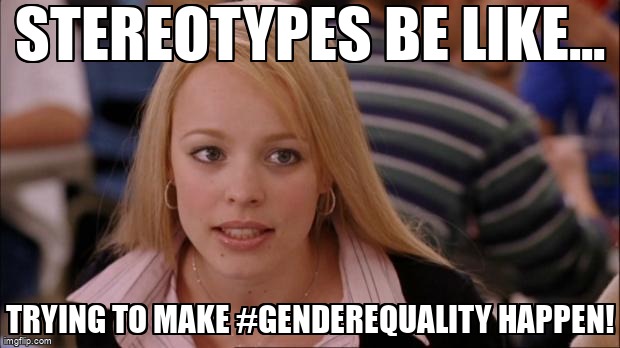 STEREOTYPES BE LIKE...
TRYING TO MAKE #GENDEREQUALITY HAPPEN!
imgflip.com